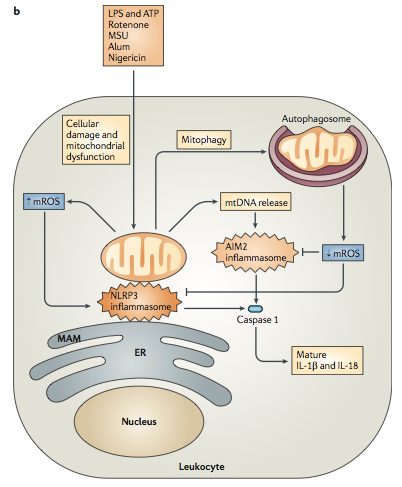 b
LPS and ATP
Rotenone
MSU
Alum
Nigericin
Cellular
damage and
mitochondrial
dysfunction
Mitophagy
Autophagosome
↑ mROS
mtDNA release
AIM2
inflammasome
↓ mROS
NLRP3
inflammasome
Caspase 1
MAM
ER
Mature
IL-1β and IL-18
Nucleus
Leukocyte